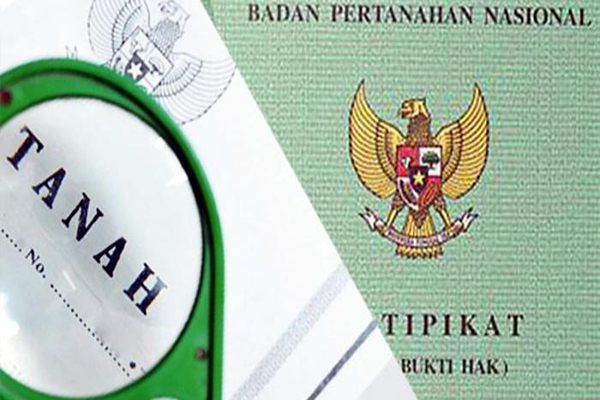 BADAN PERTANAHAN NASIONAL
TANAH
No.
TIPIKAT
BUKTI HAK )